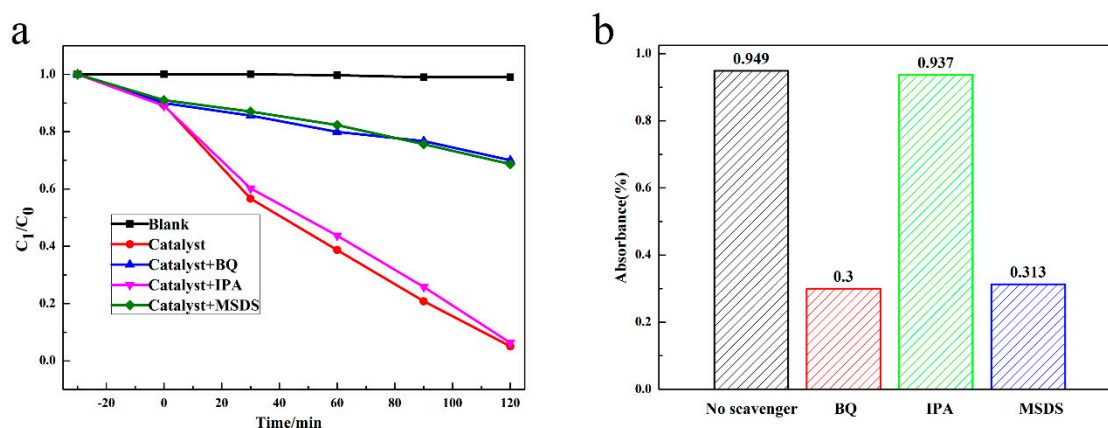 a
C1/C0
1.0
0.8
0.6
0.4
0.2
0.0
Blank
Catalyst
Catalyst+BQ
Catalyst+IPA
Catalyst+MSDS
-20 0 20 40 60 80 100 120
Time/min
b
Absorbance(%)
1.0
0.8
0.6
0.4
0.2
0.0
0.949
0.3
0.937
0.313
No scavenger BQ IPA MSDS